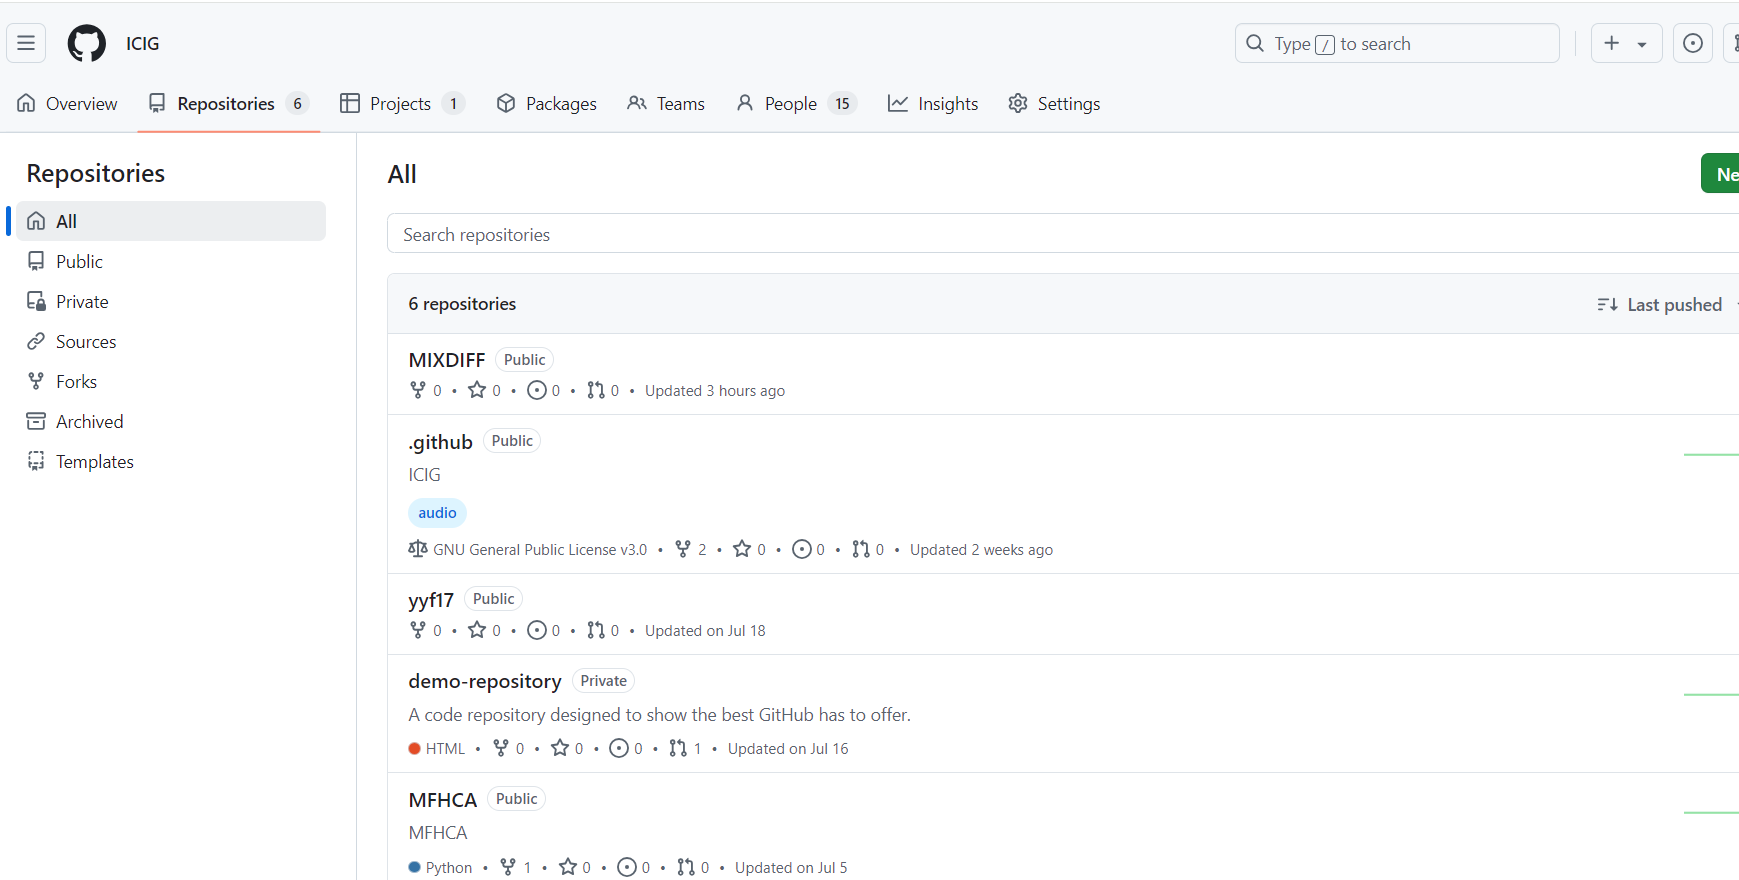 ICIG
Type / to search
Overview Repositories 6 Projects 1 Packages Teams People 15 Insights Settings
Repositories
All
Public
Private
Sources
Forks
Archived
Templates
All
Ne
Search repositories
6 repositories
Last pushed
MIXDIFF Public
0 • 0 • 0 • 0 • Updated 3 hours ago
.github Public
ICIG
audio
GNU General Public License v3.0 • 2 • 0 • 0 • 0 • Updated 2 weeks ago
yyf17 Public
0 • 0 • 0 • 0 • Updated on Jul 18
demo-repository Private
A code repository designed to show the best GitHub has to offer.
HTML • 0 • 0 • 0 • 1 • Updated on Jul 16
MFHCA Public
MFHCA
Python • 1 • 0 • 0 • 0 • Updated on Jul 5